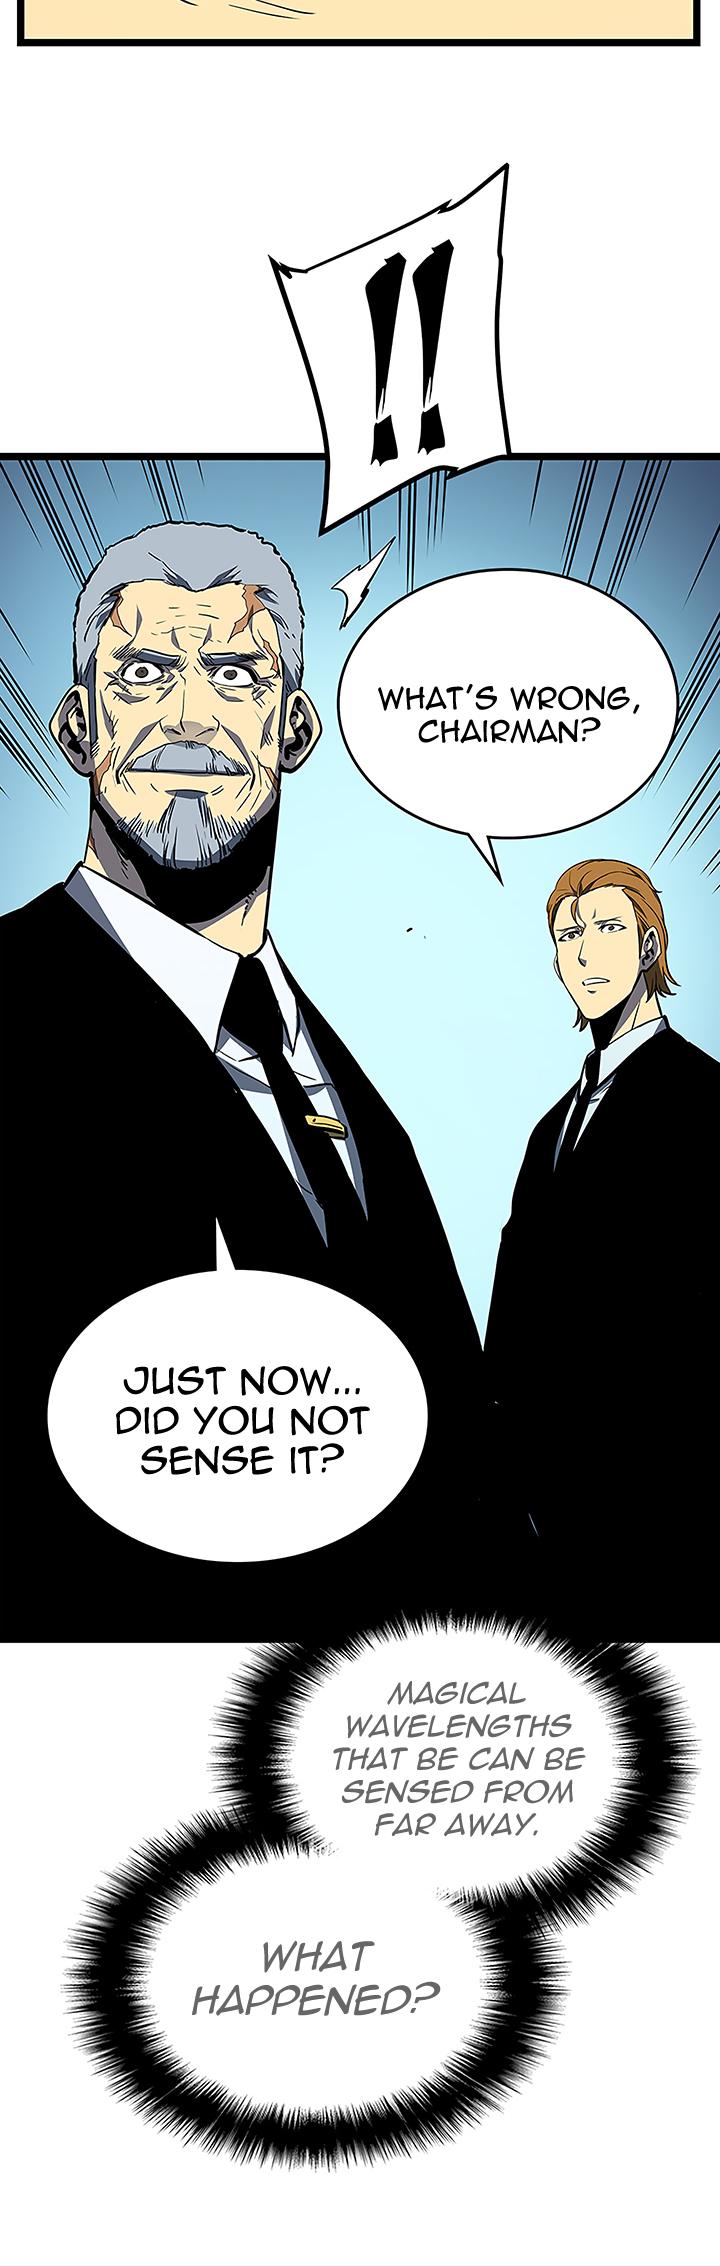 !!
WHAT'S WRONG,
CHAIRMAN?
JUST NOW...
DID YOU NOT
SENSE IT?
MAGICAL
WAVELENGTHS
THAT BE CAN BE
SENSED FROM
FAR AWAY.
WHAT
HAPPENED?